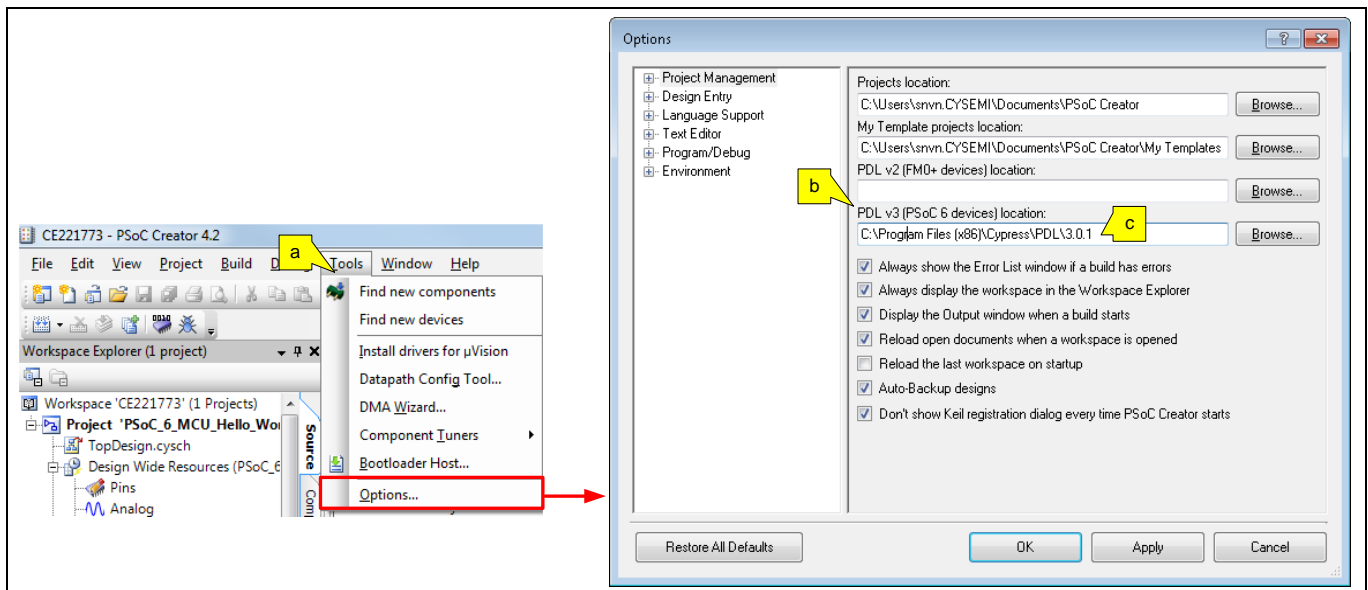 CE221773 - PSoC Creator 4.2
File Edit View Project Build Tools Window Help
a
Find new components
Find new devices
Install drivers for µVision
Datapath Config Tool...
DMA Wizard...
Component Tuners
Bootloader Host...
Options...
Workspace Explorer (1 project)
Workspace 'CE221773' (1 Projects)
Project 'PSoC_6_MCU_Hello_Wo
TopDesign.cysch
Design Wide Resources (PSoC_6
Pins
Analog
Source
Com
Options
Project Management
Design Entry
Language Support
Text Editor
Program/Debug
Environment
Projects location:
C:\Users\snvn.CYSEMI\Documents\PSoC Creator
Browse...
My Template projects location:
C:\Users\snvn.CYSEMI\Documents\PSoC Creator\My Templates
Browse...
PDL v2 (FM0+ devices) location:
Browse...
b
PDL v3 (PSoC 6 devices) location:
C:\Program Files (x86)\Cypress\PDL\3.0.1
c
Browse...
Always show the Error List window if a build has errors
Always display the workspace in the Workspace Explorer
Display the Output window when a build starts
Reload open documents when a workspace is opened
Reload the last workspace on startup
Auto-Backup designs
Don't show Keil registration dialog every time PSoC Creator starts
Restore All Defaults
OK
Apply
Cancel